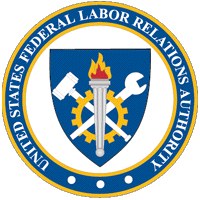 UNITED STATES FEDERAL LABOR RELATIONS AUTHORITY